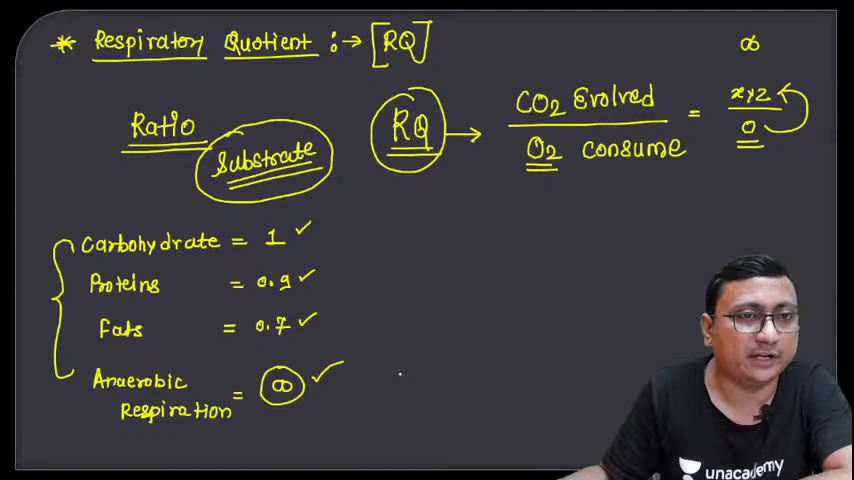 * Respiratory Quotient :→ [RQ]
∞
Ratio
Substrate
RQ → CO2 Evolved = xyz
O2 consume 0
Carbohydrate = 1 ✓
Proteins = 0.9 ✓
Fats = 0.7 ✓
Anaerobic
Respiration = ∞ ✓
unacademy